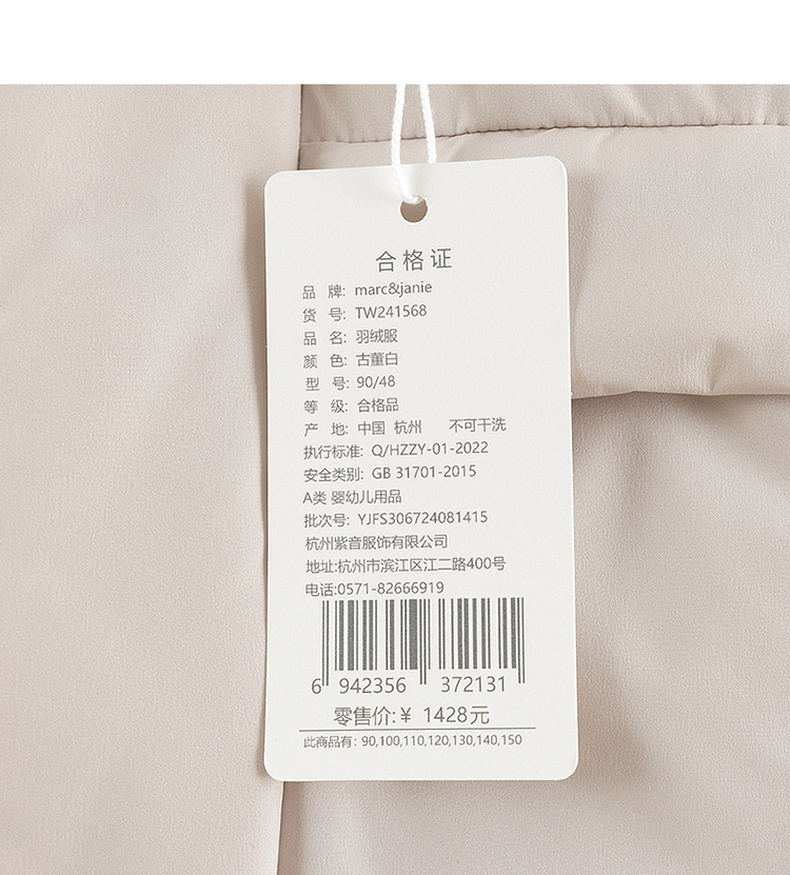 合格证
品 牌: marc&janie
货 号: TW241568
品 名: 羽绒服
颜 色: 古董白
型 号: 90/48
等 级: 合格品
产 地: 中国 杭州 不可干洗
执行标准: Q/HZZY-01-2022
安全类别: GB 31701-2015
A类 婴幼儿用品
批次号: YJFS306724081415
杭州紫音服饰有限公司
地址:杭州市滨江区江二路400号
电话:0571-82666919
6 942356 372131
零售价:¥ 1428元
此商品有: 90,100,110,120,130,140,150